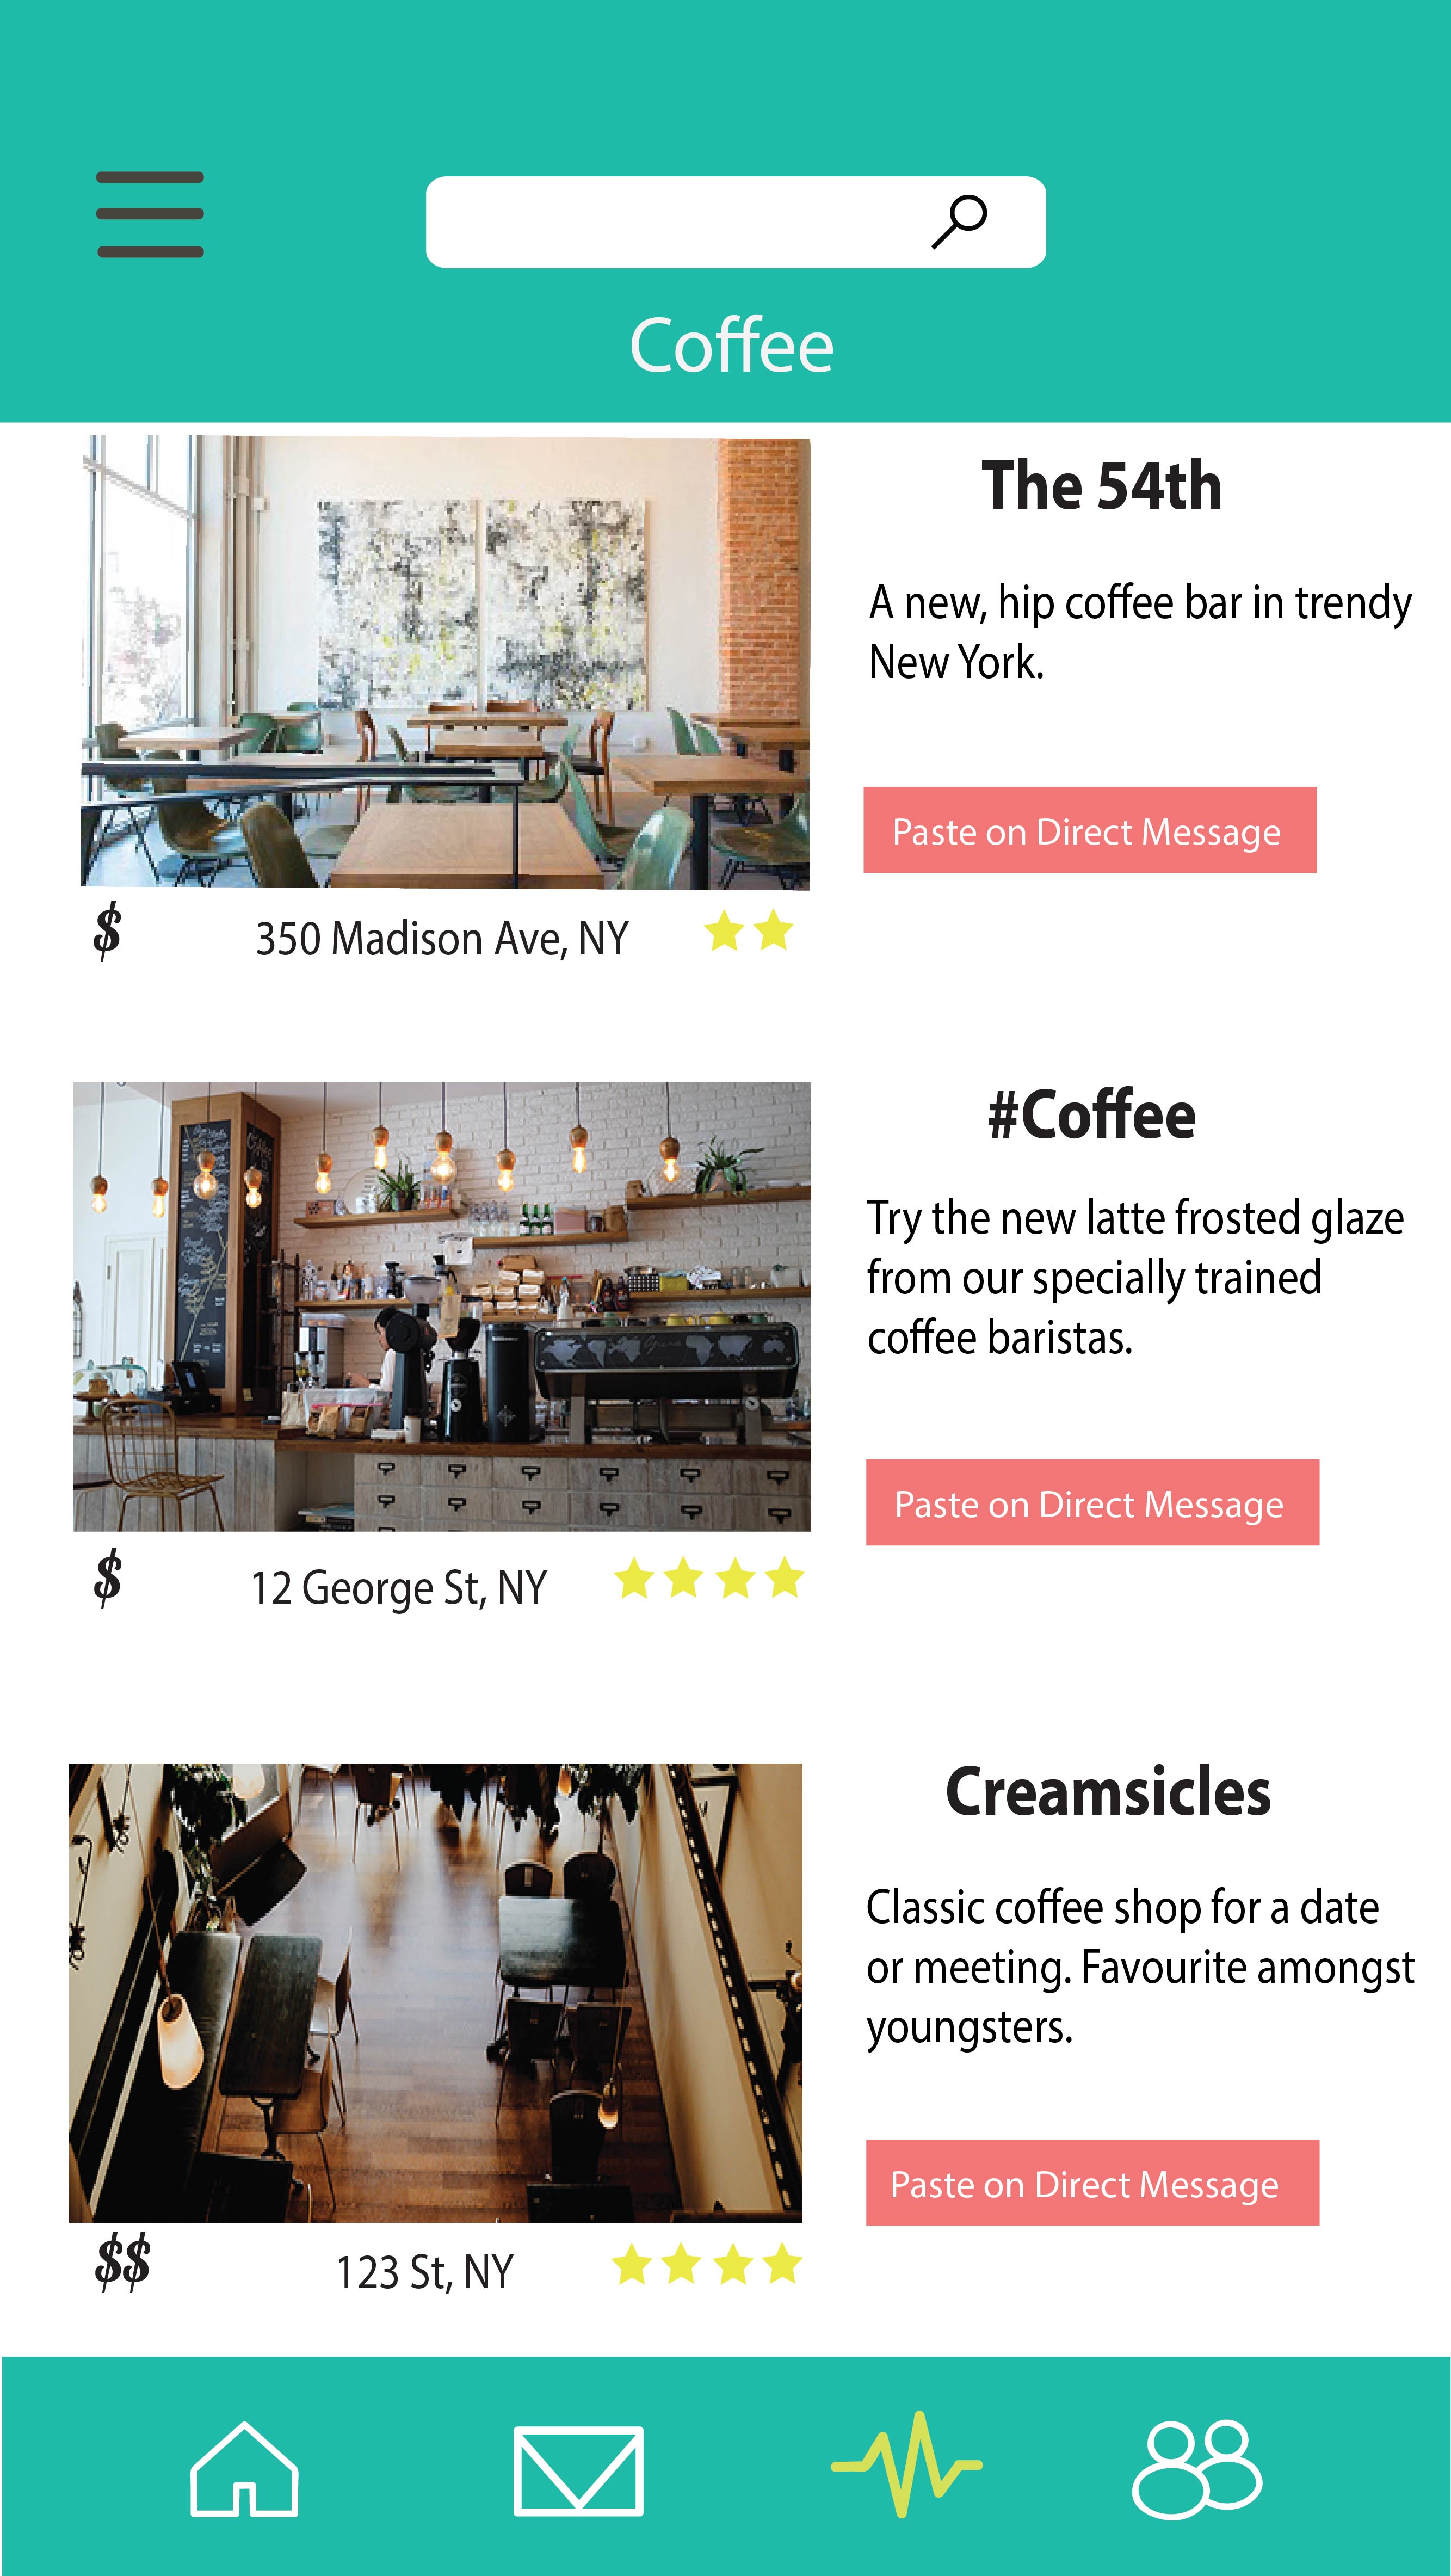 Coffee
The 54th
A new, hip coffee bar in trendy
New York.
Paste on Direct Message
$ 350 Madison Ave, NY
#Coffee
Try the new latte frosted glaze
from our specially trained
coffee baristas.
Paste on Direct Message
$ 12 George St, NY
Creamsicles
Classic coffee shop for a date
or meeting. Favourite amongst
youngsters.
Paste on Direct Message
$$ 123 St, NY